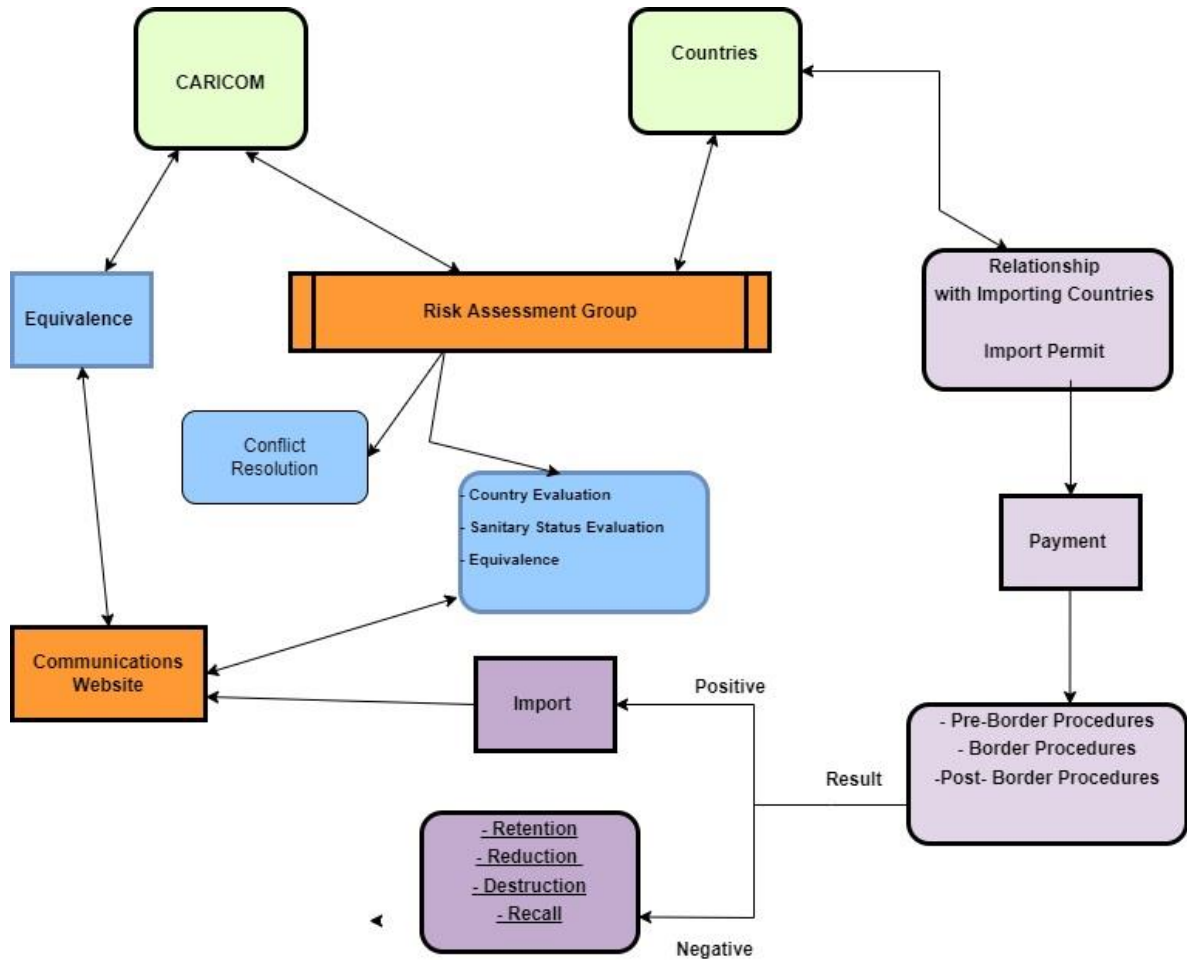 CARICOM
Countries
Equivalence
Risk Assessment Group
Relationship
with Importing Countries
Import Permit
Conflict
Resolution
- Country Evaluation
- Sanitary Status Evaluation
- Equivalence
Payment
Communications
Website
Import
Positive
- Pre-Border Procedures
- Border Procedures
-Post- Border Procedures
Result
- Retention
- Reduction
- Destruction
- Recall
Negative